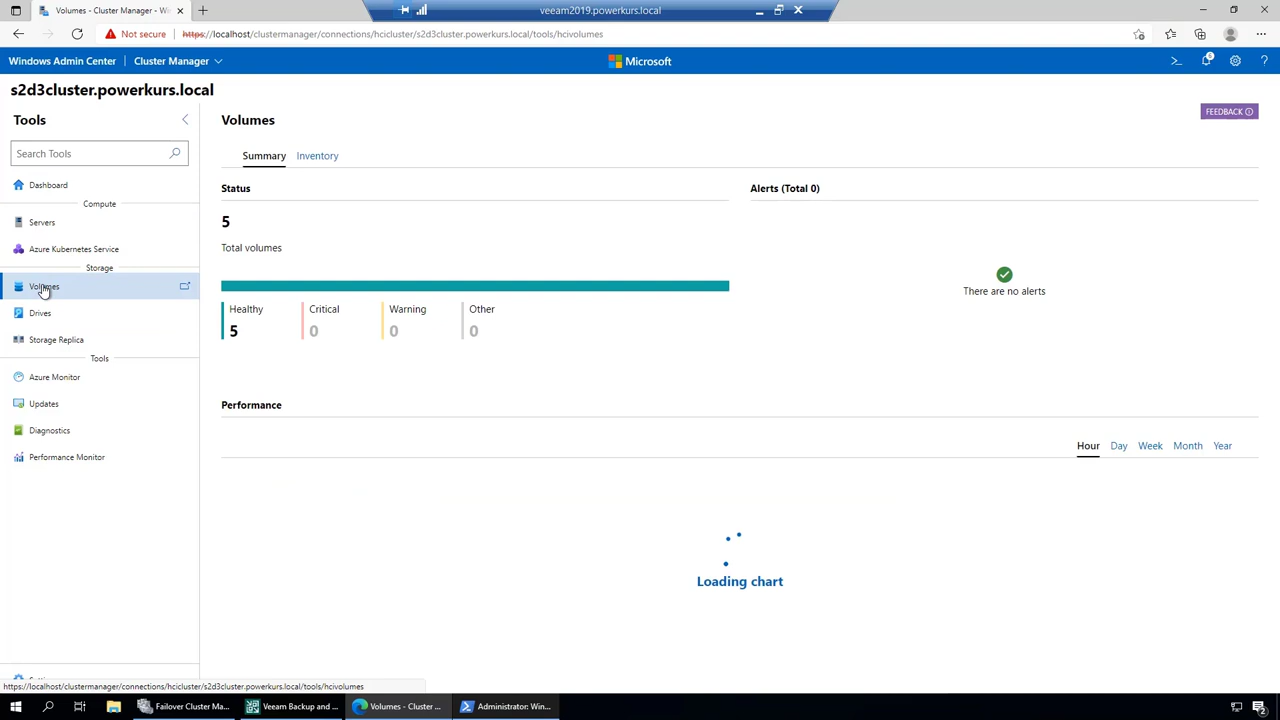 Volumes - Cluster Manager - Wi
veeam2019.powerkurs.local
Not secure
https://localhost/clustermanager/connections/hcicluster/s2d3cluster.powerkurs.local/tools/hcivolumes
Windows Admin Center
Cluster Manager
Microsoft
5
s2d3cluster.powerkurs.local
Tools
Search Tools
Dashboard
Compute
Servers
Azure Kubernetes Service
Storage
Volumes
Drives
Storage Replica
Tools
Azure Monitor
Updates
Diagnostics
Performance Monitor
Volumes
FEEDBACK
Summary
Inventory
Status
Alerts (Total 0)
5
Total volumes
There are no alerts
Healthy
5
Critical
0
Warning
0
Other
0
Performance
Hour
Day
Week
Month
Year
Loading chart
https://localhost/clustermanager/connections/hcicluster/s2d3cluster.powerkurs.local/tools/hcivolumes
Failover Cluster Ma...
Veeam Backup and ...
Volumes - Cluster ...
Administrator: Win...
2